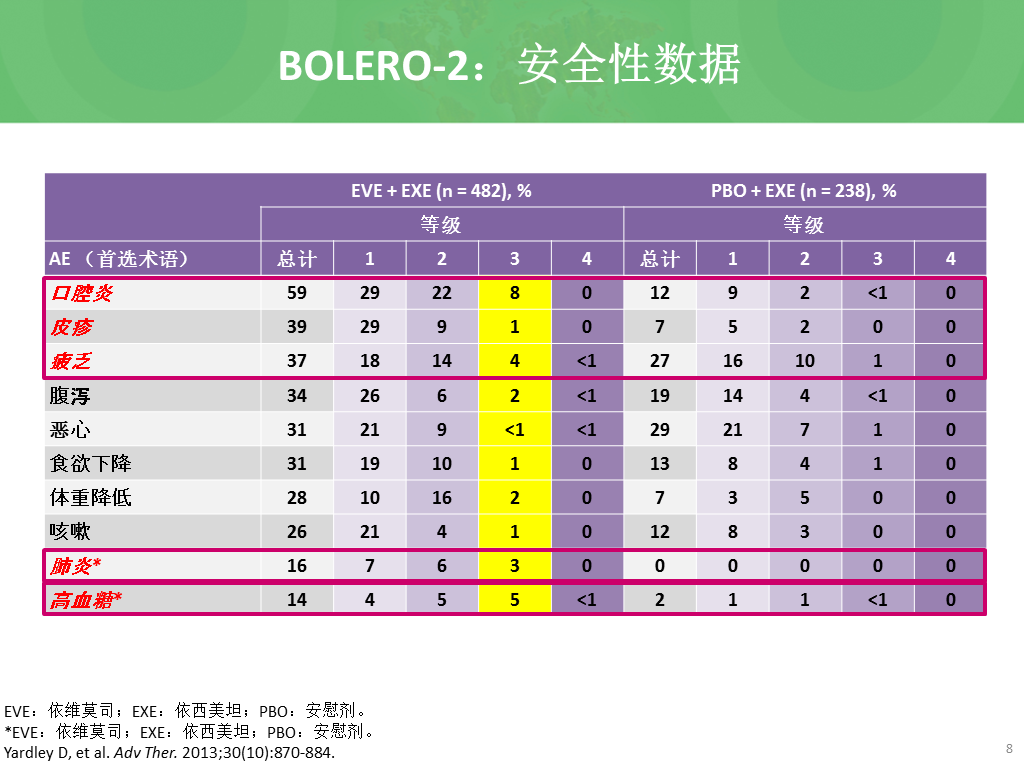 BOLERO-2： 安全性数据
EVE + EXE (n = 482), % PBO + EXE (n = 238), %
等级 等级
AE （首选术语） 总计 1 2 3 4 总计 1 2 3 4
口腔炎 59 29 22 8 0 12 9 2 <1 0
皮疹 39 29 9 1 0 7 5 2 0 0
疲乏 37 18 14 4 <1 27 16 10 1 0
腹泻 34 26 6 2 <1 19 14 4 <1 0
恶心 31 21 9 <1 <1 29 21 7 1 0
食欲下降 31 19 10 1 0 13 8 4 1 0
体重降低 28 10 16 2 0 7 3 5 0 0
咳嗽 26 21 4 1 0 12 8 3 0 0
肺炎* 16 7 6 3 0 0 0 0 0 0
高血糖* 14 4 5 5 <1 2 1 1 <1 0
EVE：依维莫司；EXE：依西美坦；PBO：安慰剂。
*EVE：依维莫司；EXE：依西美坦；PBO：安慰剂。
Yardley D, et al. Adv Ther. 2013;30(10):870-884.
8